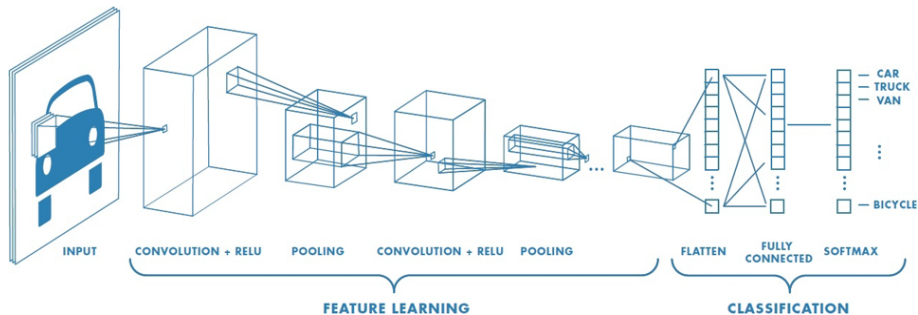 CAR
TRUCK
VAN
BICYCLE
INPUT
CONVOLUTION + RELU
POOLING
CONVOLUTION + RELU
POOLING
FLATTEN
FULLY
CONNECTED
SOFTMAX
FEATURE LEARNING
CLASSIFICATION